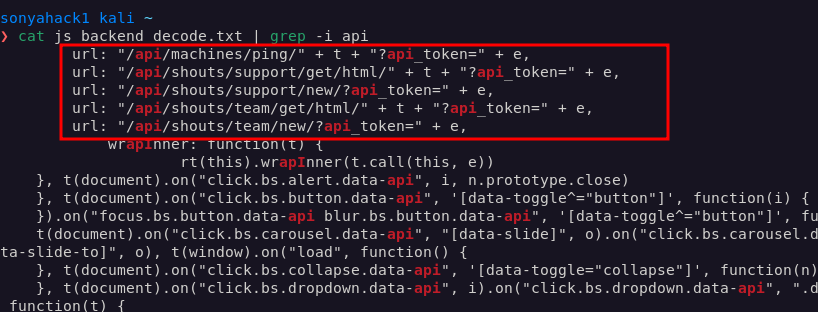 sonyahack1 kali ~
❯ cat js_backend_decode.txt | grep -i api
url: "/api/machines/ping/" + t + "?api_token=" + e,
url: "/api/shouts/support/get/html/" + t + "?api_token=" + e,
url: "/api/shouts/support/new/?api_token=" + e,
url: "/api/shouts/team/get/html/" + t + "?api_token=" + e,
url: "/api/shouts/team/new/?api_token=" + e,
wrapInner: function(t) {
rt(this).wrapInner(t.call(this, e))
}, t(document).on("click.bs.alert.data-api", i, n.prototype.close)
}, t(document).on("click.bs.button.data-api", '[data-toggle^="button"]', function(i) {
}).on("focus.bs.button.data-api blur.bs.button.data-api", '[data-toggle^="button"]', fu
t(document).on("click.bs.carousel.data-api", "[data-slide]", o).on("click.bs.carousel.d
ta-slide-to]", o), t(window).on("load", function() {
}, t(document).on("click.bs.collapse.data-api", '[data-toggle="collapse"]', function(n)
}, t(document).on("click.bs.dropdown.data-api", i).on("click.bs.dropdown.data-api", ".d
function(t) {